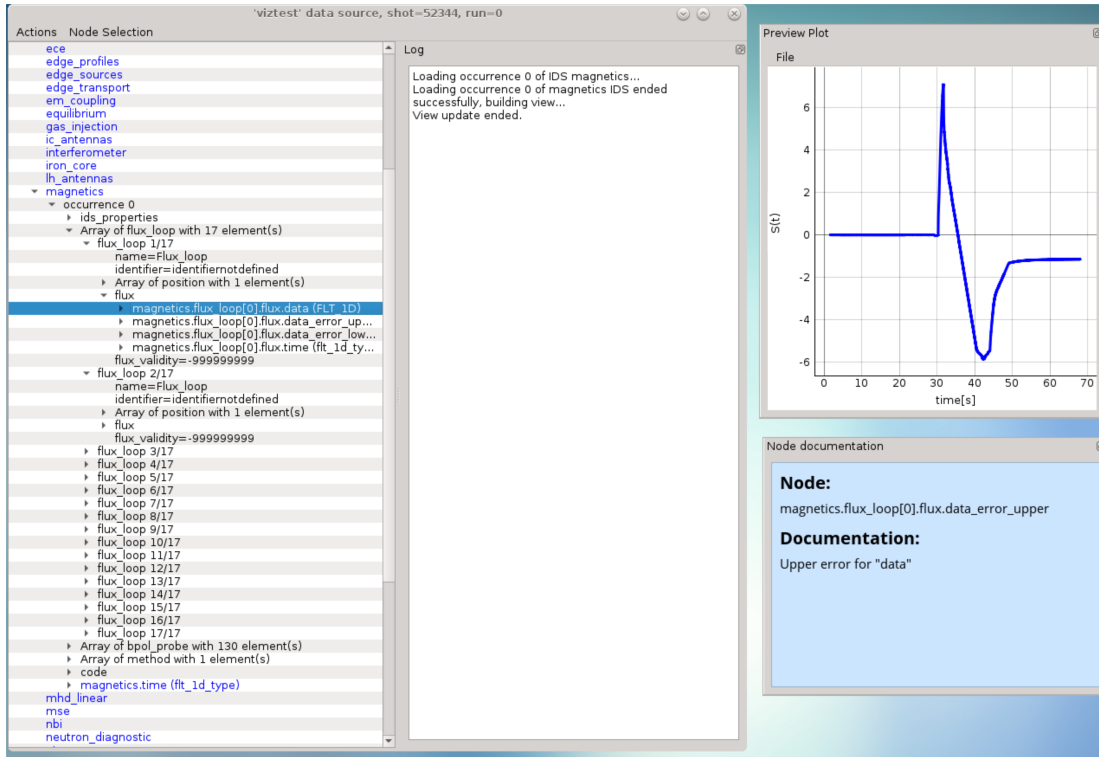 'viztest' data source, shot=52344, run=0
Actions Node Selection
ece
edge_profiles
edge_sources
edge_transport
em_coupling
equilibrium
gas_injection
ic_antennas
interferometer
iron_core
lh_antennas
magnetics
occurrence 0
ids_properties
Array of flux_loop with 17 element(s)
flux_loop 1/17
name=Flux_loop
identifier=identifiernotdefined
Array of position with 1 element(s)
flux
magnetics.flux_loop[0].flux.data (FLT_1D)
magnetics.flux_loop[0].flux.data_error_up...
magnetics.flux_loop[0].flux.data_error_low...
magnetics.flux_loop[0].flux.time (flt_1d_ty...
flux_validity=-999999999
flux_loop 2/17
name=Flux_loop
identifier=identifiernotdefined
Array of position with 1 element(s)
flux
flux_validity=-999999999
flux_loop 3/17
flux_loop 4/17
flux_loop 5/17
flux_loop 6/17
flux_loop 7/17
flux_loop 8/17
flux_loop 9/17
flux_loop 10/17
flux_loop 11/17
flux_loop 12/17
flux_loop 13/17
flux_loop 14/17
flux_loop 15/17
flux_loop 16/17
flux_loop 17/17
Array of bpol_probe with 130 element(s)
Array of method with 1 element(s)
code
magnetics.time (flt_1d_type)
mhd_linear
mse
nbi
neutron_diagnostic
Log
Loading occurrence 0 of IDS magnetics...
Loading occurrence 0 of magnetics IDS ended
successfully, building view...
View update ended.
Preview Plot
File
6
4
2
0
-2
-4
-6
S(t)
0 10 20 30 40 50 60 70
time[s]
Node documentation
Node:
magnetics.flux_loop[0].flux.data_error_upper
Documentation:
Upper error for "data"